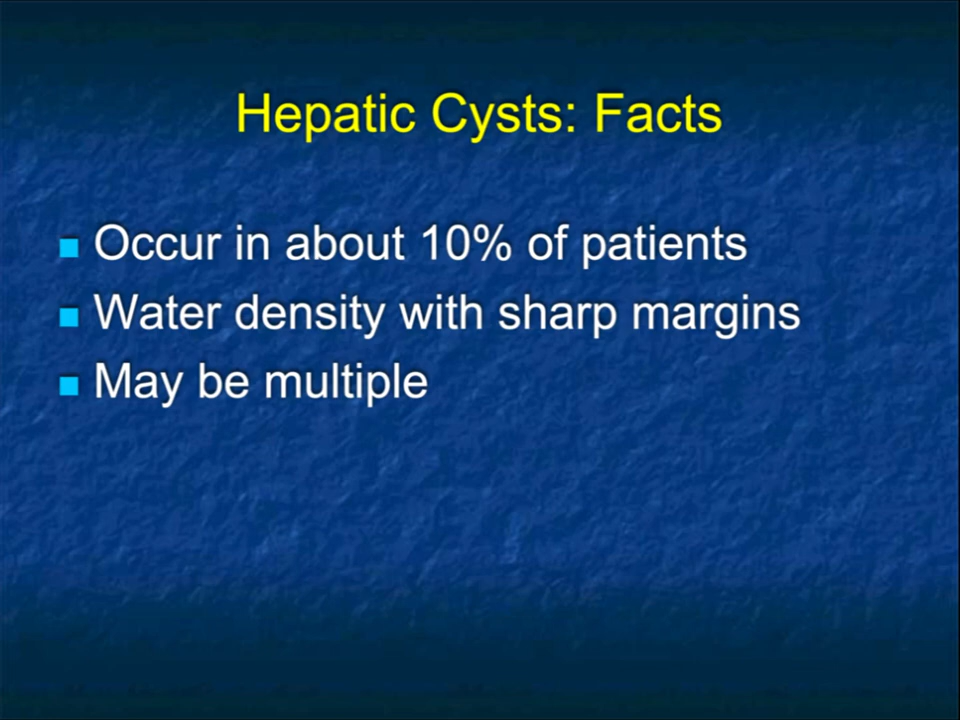 Hepatic Cysts: Facts
Occur in about 10% of patients
Water density with sharp margins
May be multiple